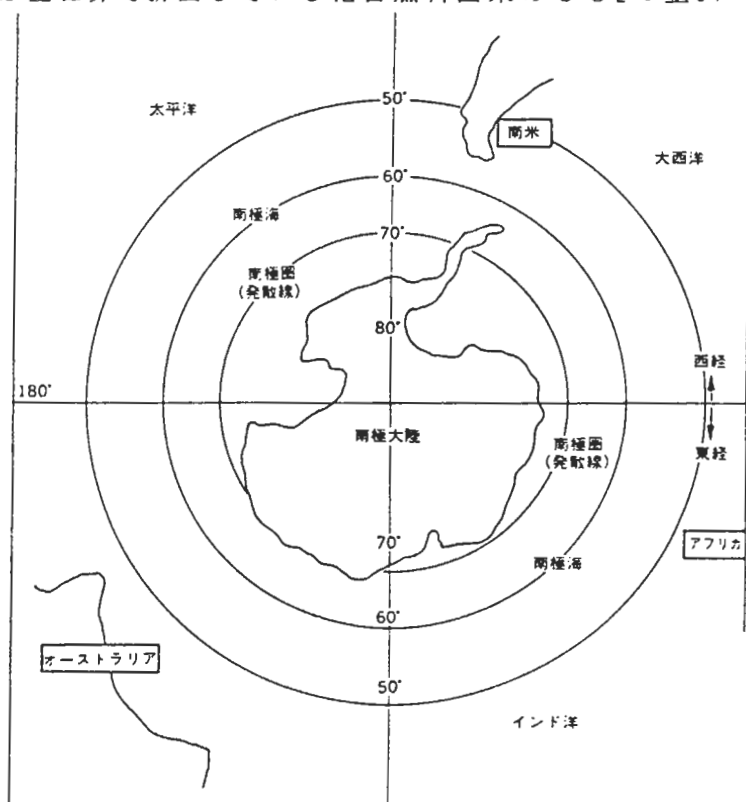 太平洋
50°
南米
大西洋
60°
南極海
70°
南極圏
(発散線)
80°
西経
180°
南極大陸
南極圏
(発散線)
東経
70°
アフリカ
南極海
60°
オーストラリア
50°
インド洋